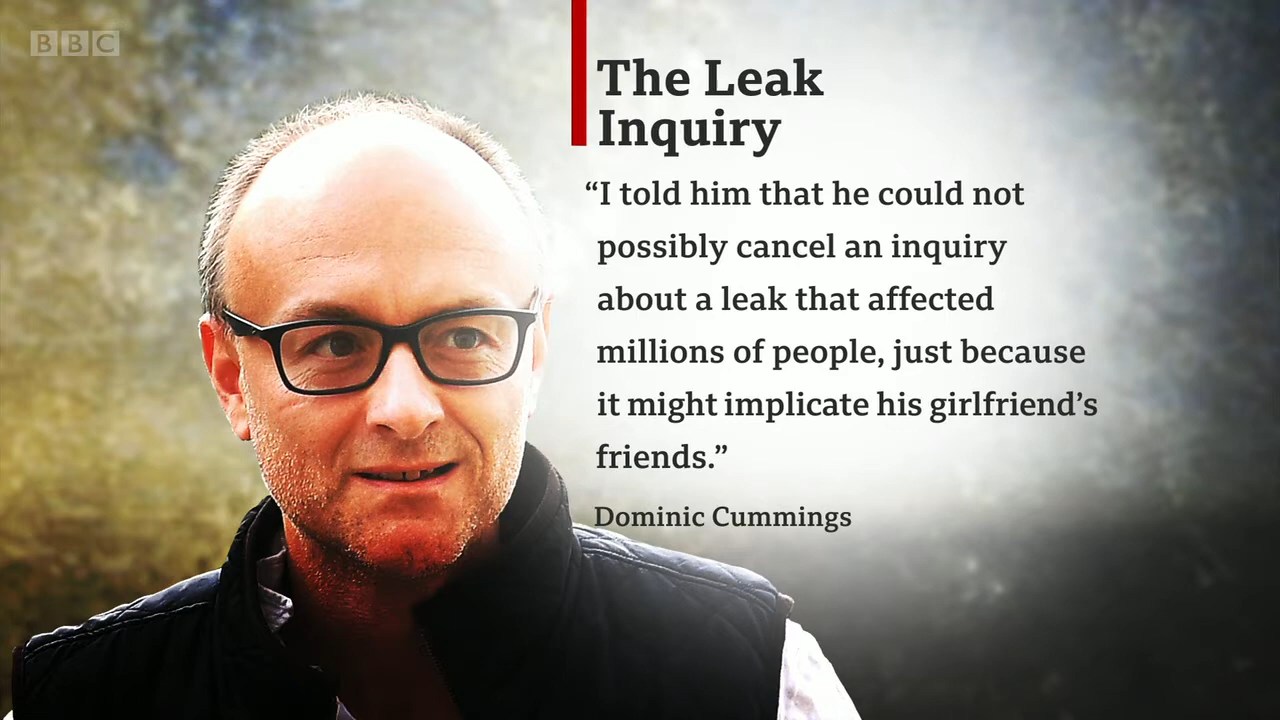 BBC
The Leak
Inquiry
“I told him that he could not
possibly cancel an inquiry
about a leak that affected
millions of people, just because
it might implicate his girlfriend’s
friends.”
Dominic Cummings